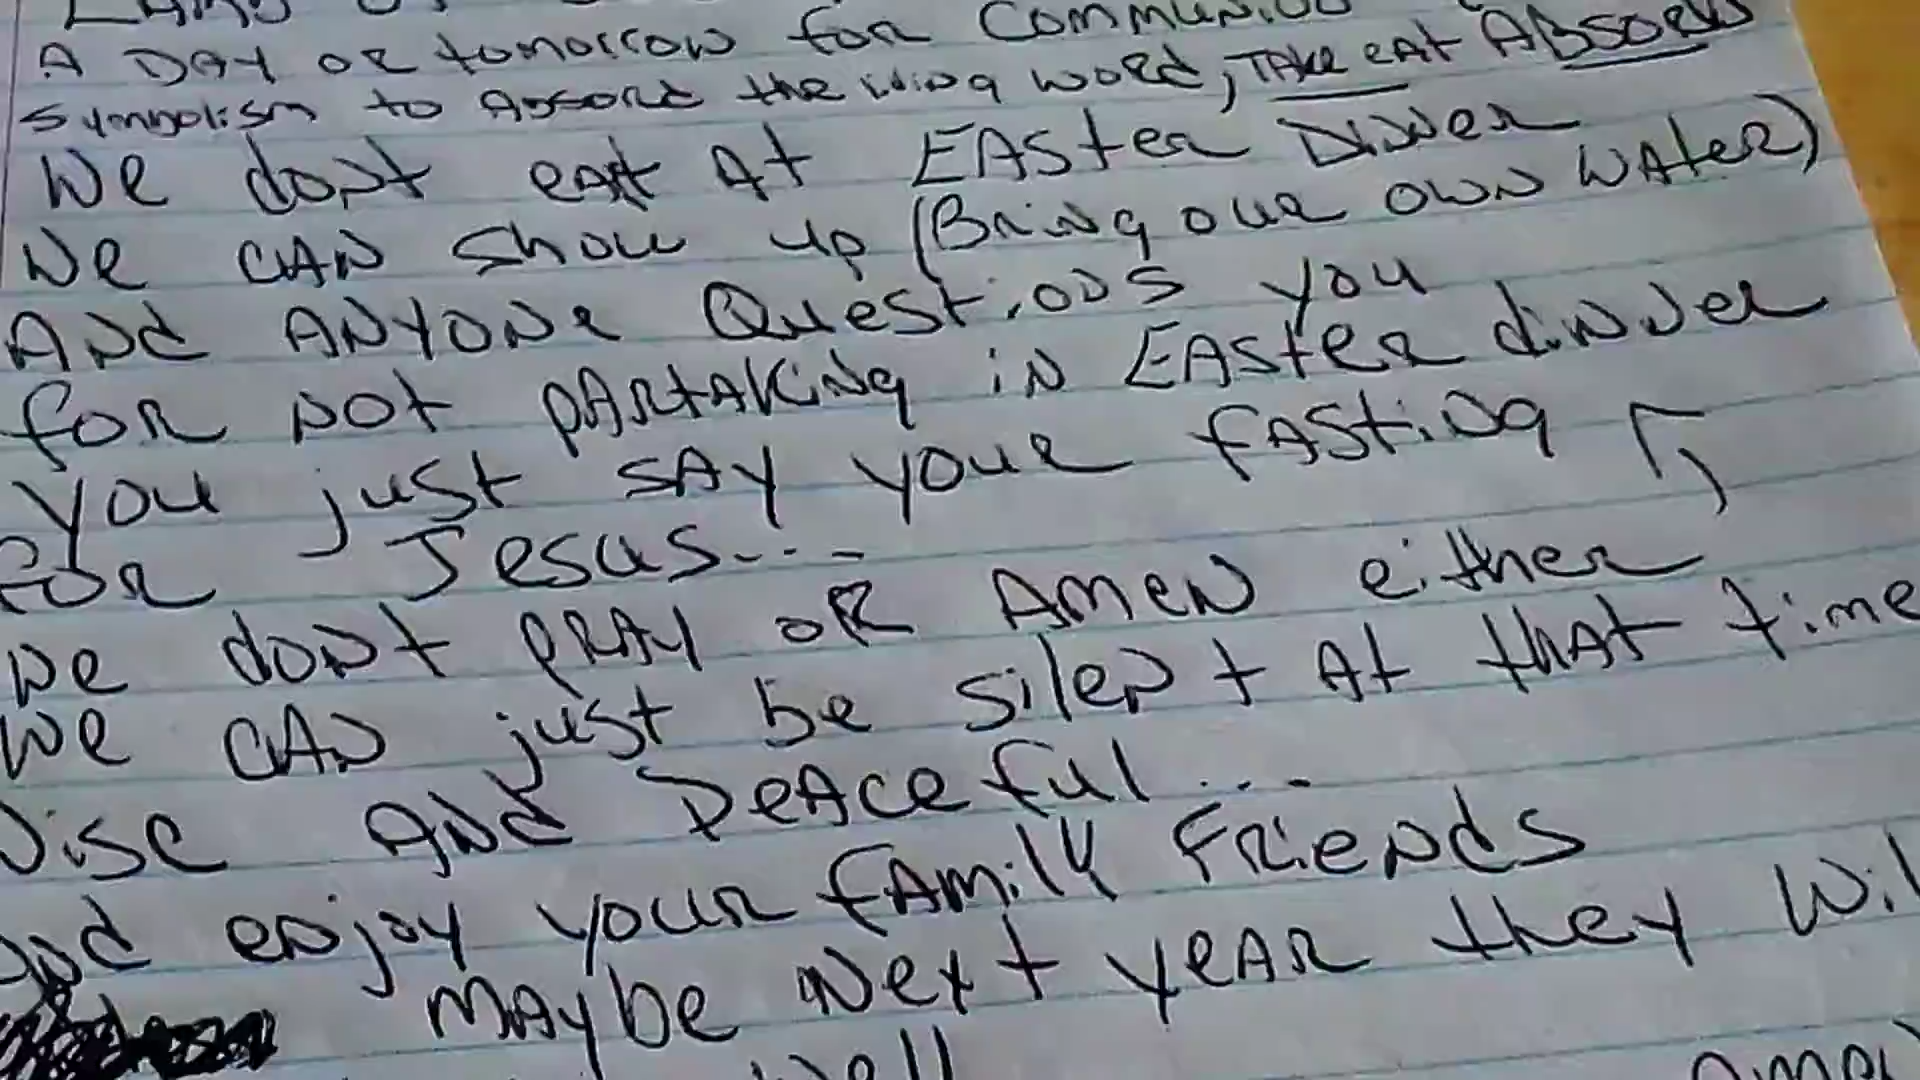 A DAY OR tomorrow for Communion
symbolism to Absorb the living word, TAKE eat ABSORB
We dont eat At EASter DiNNer
We CAN show up (Bring our OWN WAter)
ANd ANYONe Questions you
for not pArtAKing iN EASter dinner
you just SAY your fASting
for Jesus...
We dont prAY OR AMeN either,
We CAN just be silent At thAt time
Wise ANd peAceful...
ANd enjoy your fAmily Friends
MAybe Next yeAR they Wil
Well